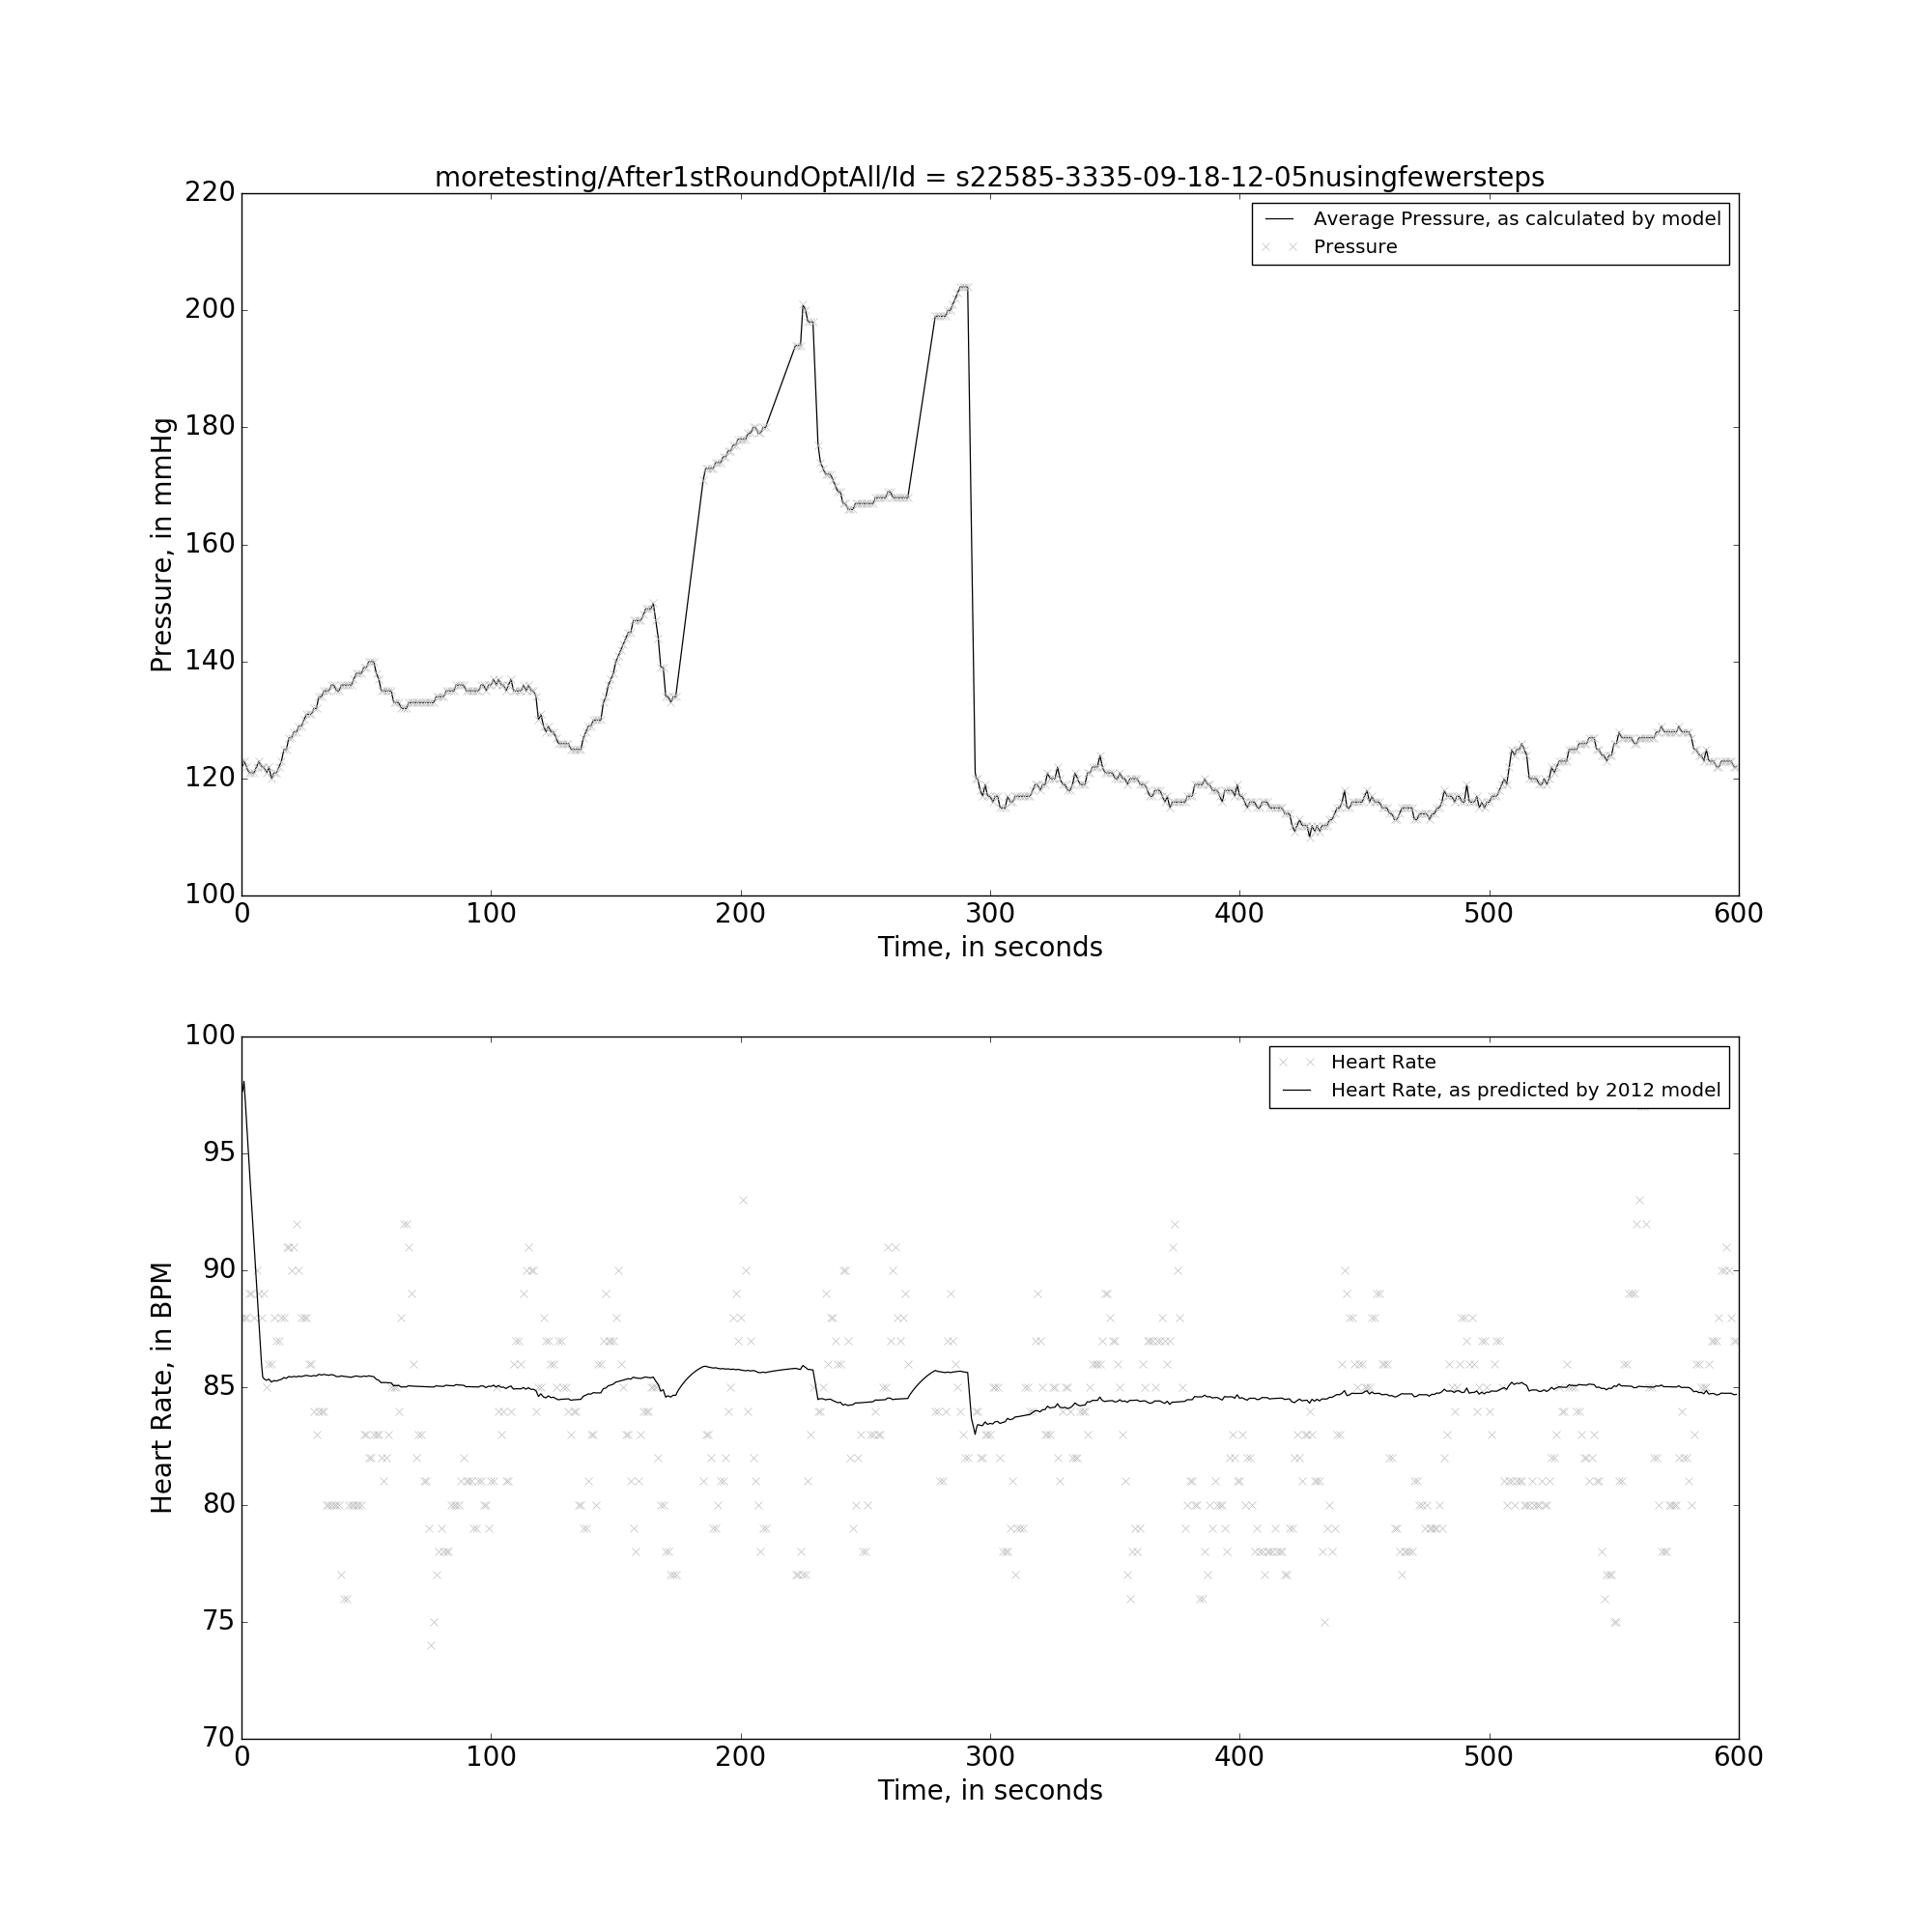 moretesting/After1stRoundOptAll/Id = s22585-3335-09-18-12-05nusingfewersteps
220
200
180
160
140
120
100
Pressure, in mmHg
Average Pressure, as calculated by model
Pressure
0 100 200 300 400 500 600
Time, in seconds
100
95
90
85
80
75
70
Heart Rate, in BPM
Heart Rate
Heart Rate, as predicted by 2012 model
0 100 200 300 400 500 600
Time, in seconds